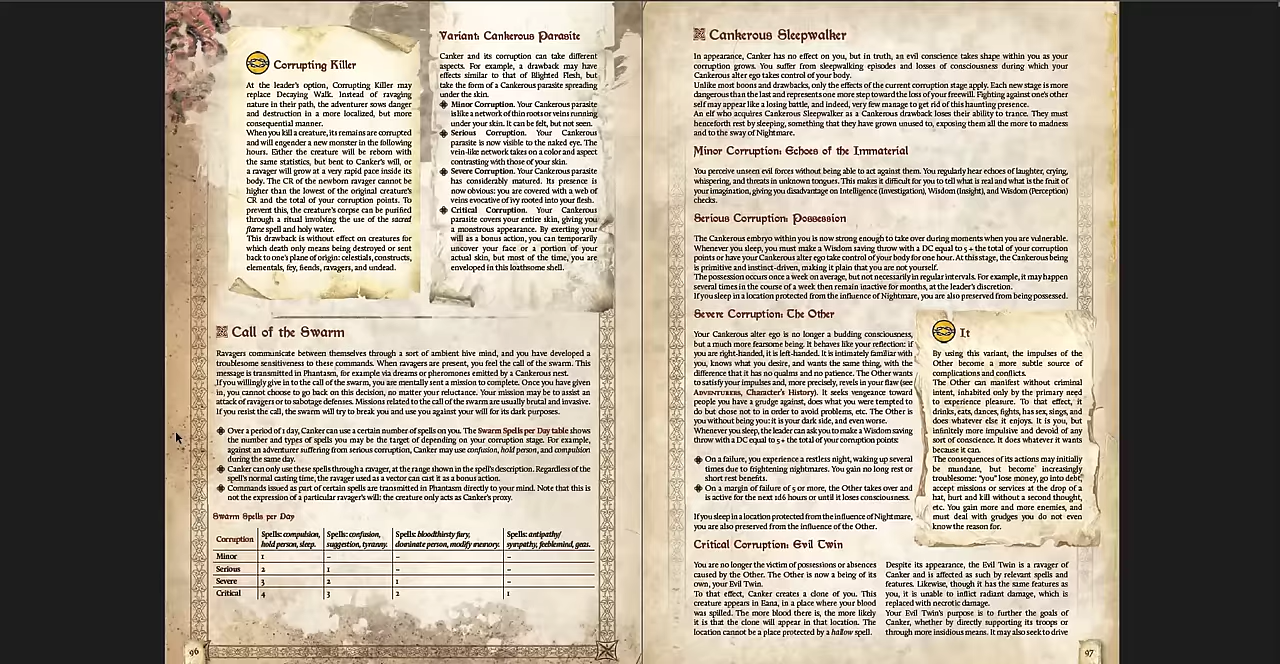 Corrupting Killer
At the leader's option, Corrupting Killer may
replace Decaying Walk. Instead of ravaging
nature in their path, the adventurer sows danger
and destruction in a more localized, but more
consequential manner.
When you kill a creature, its remains are corrupted
and will engender a new monster in the following
hours. Either the creature will be reborn with
the same statistics, but bent to Canker's will, or
a ravager will grow at a very rapid pace inside its
body. The CR of the newborn ravager cannot be
higher than the lowest of the original creature's
CR and the total of your corruption points. To
prevent this, the creature's corpse can be purified
through a ritual involving the use of the sacred
flame spell and holy water.
This drawback is without effect on creatures for
which death only means being destroyed or sent
back to one's plane of origin: celestials, constructs,
elementals, fey, fiends, ravagers, and undead.
Variant: Cankerous Parasite
Canker and its corruption can take different
aspects. For example, a drawback may have
effects similar to that of Blighted Flesh, but
take the form of a Cankerous parasite spreading
under the skin.
Minor Corruption. Your Cankerous parasite
is like a network of thin roots or veins running
under your skin. It can be felt, but not seen.
Serious Corruption. Your Cankerous
parasite is now visible to the naked eye. The
vein-like network takes on a color and aspect
contrasting with those of your skin.
Severe Corruption. Your Cankerous parasite
has considerably matured. Its presence is
now obvious: you are covered with a web of
veins evocative of ivy rooted into your flesh.
Critical Corruption. Your Cankerous
parasite covers your entire skin, giving you
a monstrous appearance. By exerting your
will as a bonus action, you can temporarily
uncover your face or a portion of your
actual skin, but most of the time, you are
enveloped in this loathsome shell.
Call of the Swarm
Ravagers communicate between themselves through a sort of ambient hive mind, and you have developed a
troublesome sensitiveness to these commands. When ravagers are present, you feel the call of the swarm. This
message is transmitted in Phantasm, for example via dreams or pheromones emitted by a Cankerous nest.
If you willingly give in to the call of the swarm, you are mentally sent a mission to complete. Once you have given
in, you cannot choose to go back on this decision, no matter your reluctance. Your mission may be to assist an
attack of ravagers or to sabotage defenses. Missions related to the call of the swarm are usually brutal and invasive.
If you resist the call, the swarm will try to break you and use you against your will for its dark purposes.
Over a period of 1 day, Canker can use a certain number of spells on you. The Swarm Spells per Day table shows
the number and types of spells you may be the target of depending on your corruption stage. For example,
against an adventurer suffering from serious corruption, Canker may use confusion, hold person, and compulsion
during the same day.
Canker can only use these spells through a ravager, at the range shown in the spell's description. Regardless of the
spell's normal casting time, the ravager used as a vector can cast it as a bonus action.
Commands issued as part of certain spells are transmitted in Phantasm directly to your mind. Note that this is
not the expression of a particular ravager's will: the creature only acts as Canker's proxy.
Swarm Spells per Day
Corruption Spells: compulsion, hold person, sleep. Spells: confusion, suggestion, tyranny. Spells: bloodthirsty fury, dominate person, modify memory. Spells: antipathy/ sympathy, feeblemind, geas.
Minor 1 – – –
Serious 2 1 – –
Severe 3 2 1 –
Critical 4 3 2 1
96
Cankerous Sleepwalker
In appearance, Canker has no effect on you, but in truth, an evil conscience takes shape within you as your
corruption grows. You suffer from sleepwalking episodes and losses of consciousness during which your
Cankerous alter ego takes control of your body.
Unlike most boons and drawbacks, only the effects of the current corruption stage apply. Each new stage is more
dangerous than the last and represents one more step toward the loss of your freewill. Fighting against one's other
self may appear like a losing battle, and indeed, very few manage to get rid of this haunting presence.
An elf who acquires Cankerous Sleepwalker as a Cankerous drawback loses their ability to trance. They must
henceforth rest by sleeping, something that they have grown unused to, exposing them all the more to madness
and to the sway of Nightmare.
Minor Corruption: Echoes of the Immaterial
You perceive unseen evil forces without being able to act against them. You regularly hear echoes of laughter, crying,
whispering, and threats in unknown tongues. This makes it difficult for you to tell what is real and what is the fruit of
your imagination, giving you disadvantage on Intelligence (Investigation), Wisdom (Insight), and Wisdom (Perception)
checks.
Serious Corruption: Possession
The Cankerous embryo within you is now strong enough to take over during moments when you are vulnerable.
Whenever you sleep, you must make a Wisdom saving throw with a DC equal to 5 + the total of your corruption
points or have your Cankerous alter ego take control of your body for one hour. At this stage, the Cankerous being
is primitive and instinct-driven, making it plain that you are not yourself.
The possession occurs once a week on average, but not necessarily in regular intervals. For example, it may happen
several times in the course of a week then remain inactive for months, at the leader's discretion.
If you sleep in a location protected from the influence of Nightmare, you are also preserved from being possessed.
Severe Corruption: The Other
Your Cankerous alter ego is no longer a budding consciousness,
but a much more fearsome being. It behaves like your reflection: if
you are right-handed, it is left-handed. It is intimately familiar with
you, knows what you desire, and wants the same thing, with the
difference that it has no qualms and no patience. The Other wants
to satisfy your impulses and, more precisely, revels in your flaw (see
Adventurers, Character's History). It seeks vengeance toward
people you have a grudge against, does what you were tempted to
do but chose not to in order to avoid problems, etc. The Other is
you without being you: it is your dark side, and even worse.
Whenever you sleep, the leader can ask you to make a Wisdom saving
throw with a DC equal to 5 + the total of your corruption points:
On a failure, you experience a restless night, waking up several
times due to frightening nightmares. You gain no long rest or
short rest benefits.
On a margin of failure of 5 or more, the Other takes over and
is active for the next 1d6 hours or until it loses consciousness.
If you sleep in a location protected from the influence of Nightmare,
you are also preserved from the influence of the Other.
It
By using this variant, the impulses of the
Other become a more subtle source of
complications and conflicts.
The Other can manifest without criminal
intent, inhabited only by the primary need
to experience pleasure. To that effect, it
drinks, eats, dances, fights, has sex, sings, and
does whatever else it enjoys. It is you, but
infinitely more impulsive and devoid of any
sort of conscience. It does whatever it wants
because it can.
The consequences of its actions may initially
be mundane, but become increasingly
troublesome: "you" lose money, go into debt,
accept missions or services at the drop of a
hat, hurt and kill without a second thought,
etc. You gain more and more enemies, and
must deal with grudges you do not even
know the reason for.
Critical Corruption: Evil Twin
You are no longer the victim of possessions or absences
caused by the Other. The Other is now a being of its
own, your Evil Twin.
To that effect, Canker creates a clone of you. This
creature appears in Eana, in a place where your blood
was spilled. The more blood there is, the more likely
it is that the clone will appear in that location. The
location cannot be a place protected by a hallow spell.
Despite its appearance, the Evil Twin is a ravager of
Canker and is affected as such by relevant spells and
features. Likewise, though it has the same features as
you, it is unable to inflict radiant damage, which is
replaced with necrotic damage.
Your Evil Twin's purpose is to further the goals of
Canker, whether by directly supporting its troops or
through more insidious means. It may also seek to drive
97